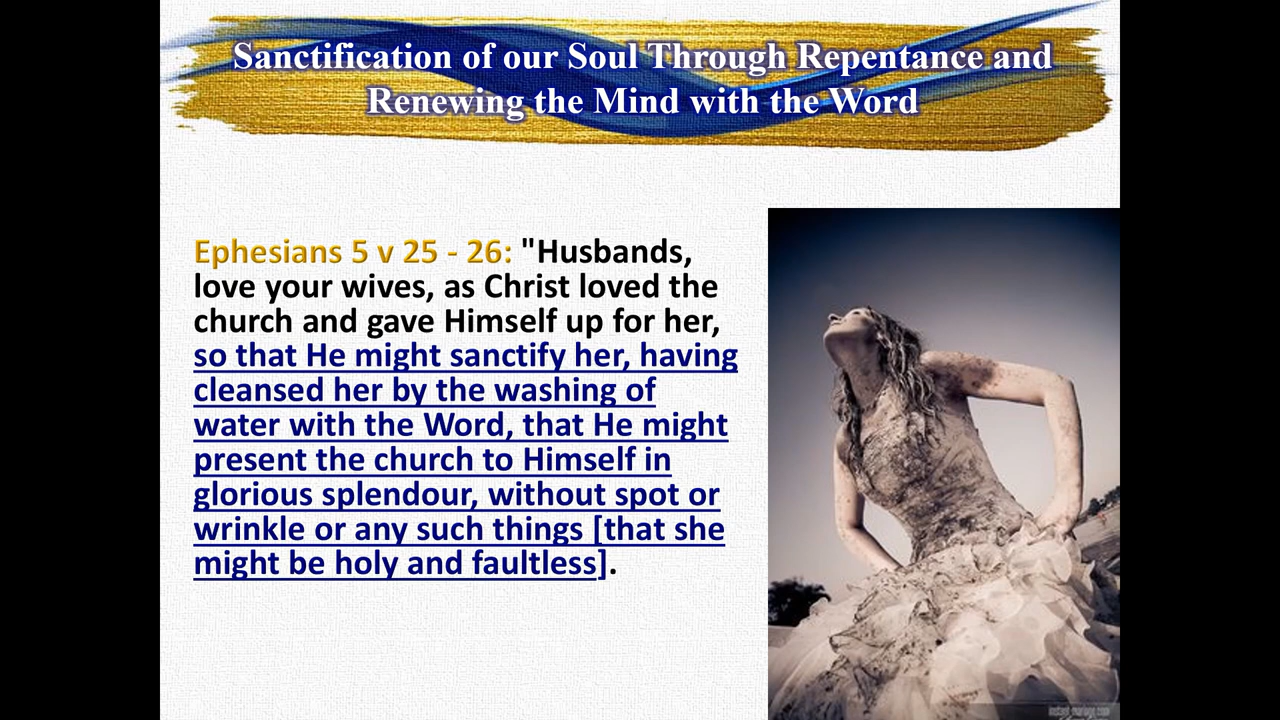 Sanctification of our Soul Through Repentance and
Renewing the Mind with the Word
Ephesians 5 v 25 - 26: "Husbands,
love your wives, as Christ loved the
church and gave Himself up for her,
so that He might sanctify her, having
cleansed her by the washing of
water with the Word, that He might
present the church to Himself in
glorious splendour, without spot or
wrinkle or any such things [that she
might be holy and faultless].